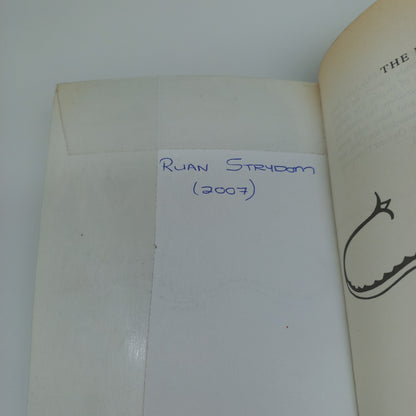 RUAN STRYDOM
(2007)
THE